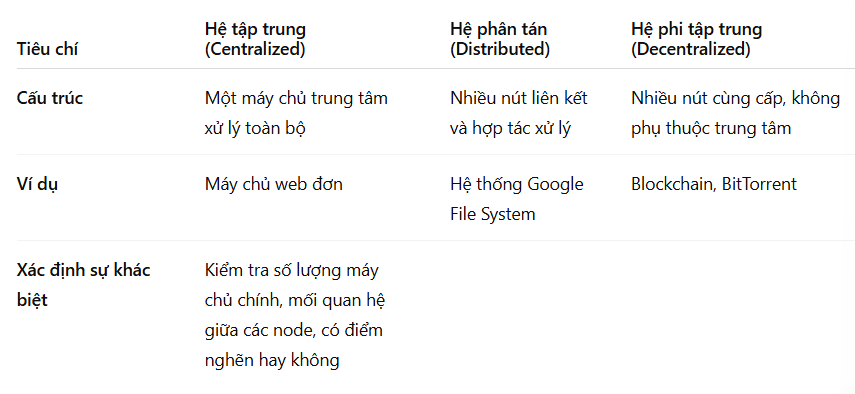 Tiêu chí
Hệ tập trung
(Centralized)
Hệ phân tán
(Distributed)
Hệ phi tập trung
(Decentralized)
Cấu trúc
Một máy chủ trung tâm
xử lý toàn bộ
Nhiều nút liên kết
và hợp tác xử lý
Nhiều nút cùng cấp, không
phụ thuộc trung tâm
Ví dụ
Máy chủ web đơn
Hệ thống Google
File System
Blockchain, BitTorrent
Xác định sự khác
biệt
Kiểm tra số lượng máy
chủ chính, mối quan hệ
giữa các node, có điểm
nghẽn hay không